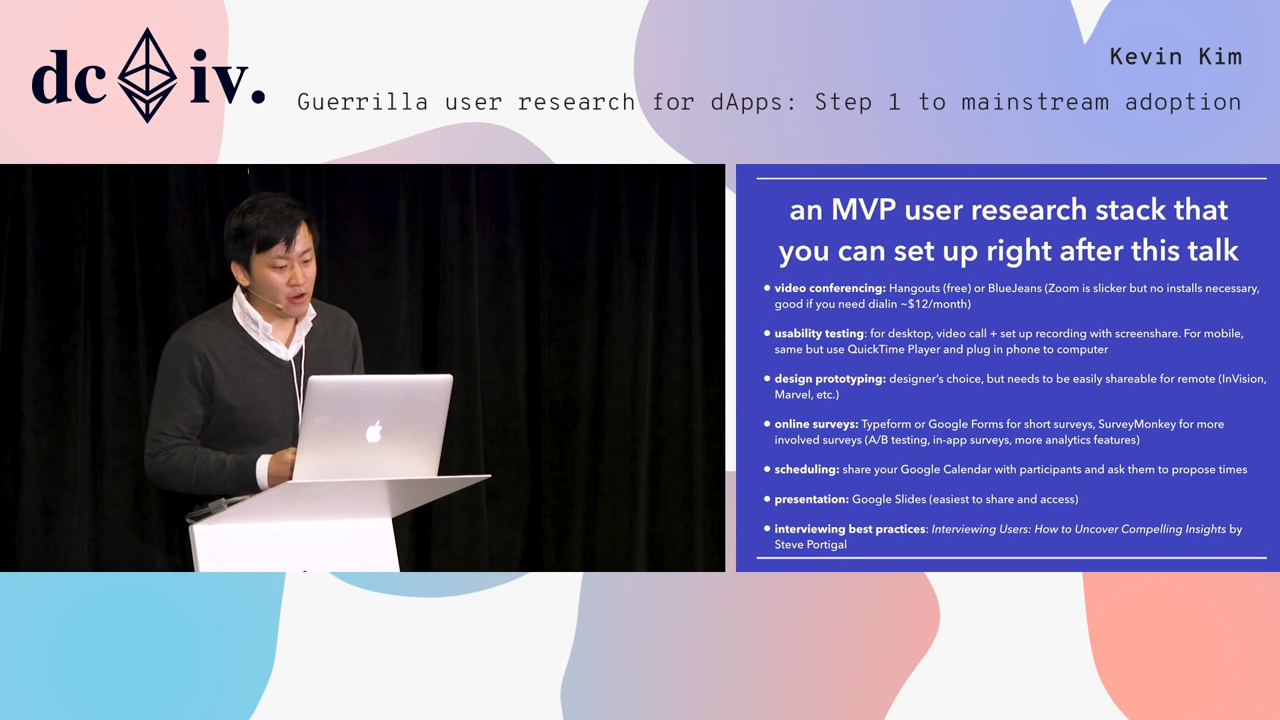 dc iv.
Kevin Kim
Guerrilla user research for dApps: Step 1 to mainstream adoption
an MVP user research stack that
you can set up right after this talk
• video conferencing: Hangouts (free) or BlueJeans (Zoom is slicker but no installs necessary,
good if you need dialin ~$12/month)
• usability testing: for desktop, video call + set up recording with screenshare. For mobile,
same but use QuickTime Player and plug in phone to computer
• design prototyping: designer's choice, but needs to be easily shareable for remote (InVision,
Marvel, etc.)
• online surveys: Typeform or Google Forms for short surveys, SurveyMonkey for more
involved surveys (A/B testing, in-app surveys, more analytics features)
• scheduling: share your Google Calendar with participants and ask them to propose times
• presentation: Google Slides (easiest to share and access)
• interviewing best practices: Interviewing Users: How to Uncover Compelling Insights by
Steve Portigal